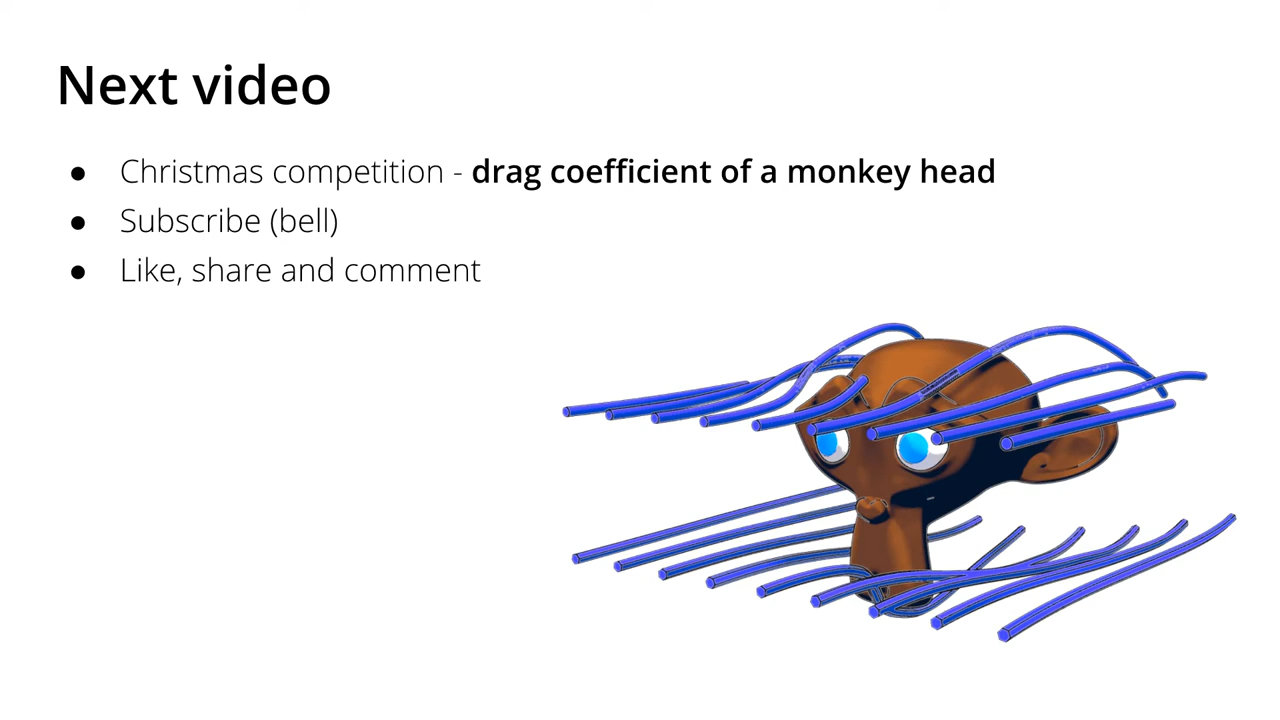 Next video
● Christmas competition - drag coefficient of a monkey head
● Subscribe (bell)
● Like, share and comment